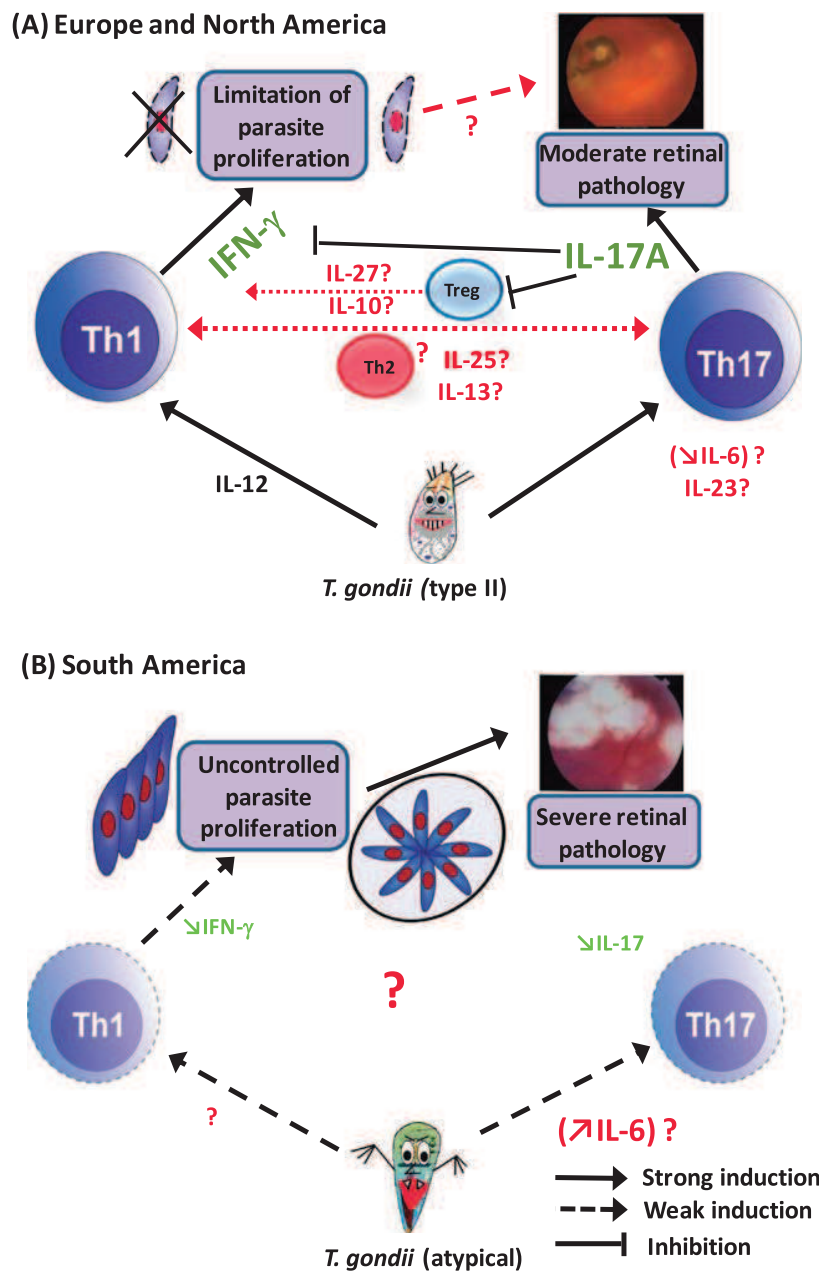 (A) Europe and North America
Limitation of
parasite
proliferation
?
Moderate retinal
pathology
IFN-γ
IL-17A
IL-27?
Treg
IL-10?
Th1
Th2
?
IL-25?
IL-13?
Th17
(↘IL-6) ?
IL-23?
IL-12
T. gondii (type II)
(B) South America
Uncontrolled
parasite
proliferation
Severe retinal
pathology
↘IFN-γ
↘IL-17
?
Th1
Th17
?
(↗IL-6) ?
Strong induction
Weak induction
Inhibition
T. gondii (atypical)